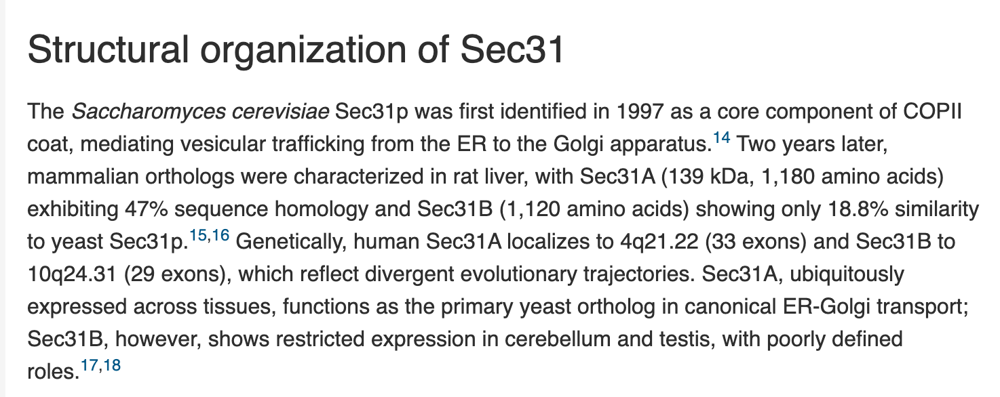 Structural organization of Sec31
The Saccharomyces cerevisiae Sec31p was first identified in 1997 as a core component of COPII
coat, mediating vesicular trafficking from the ER to the Golgi apparatus.14 Two years later,
mammalian orthologs were characterized in rat liver, with Sec31A (139 kDa, 1,180 amino acids)
exhibiting 47% sequence homology and Sec31B (1,120 amino acids) showing only 18.8% similarity
to yeast Sec31p.15,16 Genetically, human Sec31A localizes to 4q21.22 (33 exons) and Sec31B to
10q24.31 (29 exons), which reflect divergent evolutionary trajectories. Sec31A, ubiquitously
expressed across tissues, functions as the primary yeast ortholog in canonical ER-Golgi transport;
Sec31B, however, shows restricted expression in cerebellum and testis, with poorly defined
roles.17,18